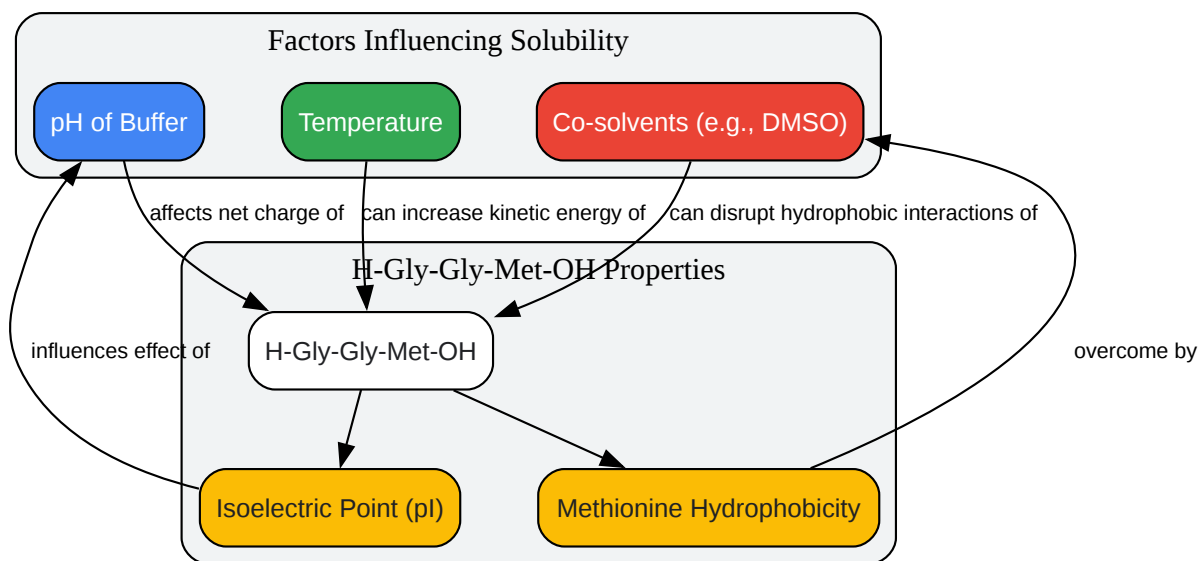 Factors Influencing Solubility
pH of Buffer
Temperature
Co-solvents (e.g., DMSO)
affects net charge of
can increase kinetic energy of
can disrupt hydrophobic interactions of
H-Gly-Gly-Met-OH Properties
H-Gly-Gly-Met-OH
influences effect of
overcome by
Isoelectric Point (pI)
Methionine Hydrophobicity